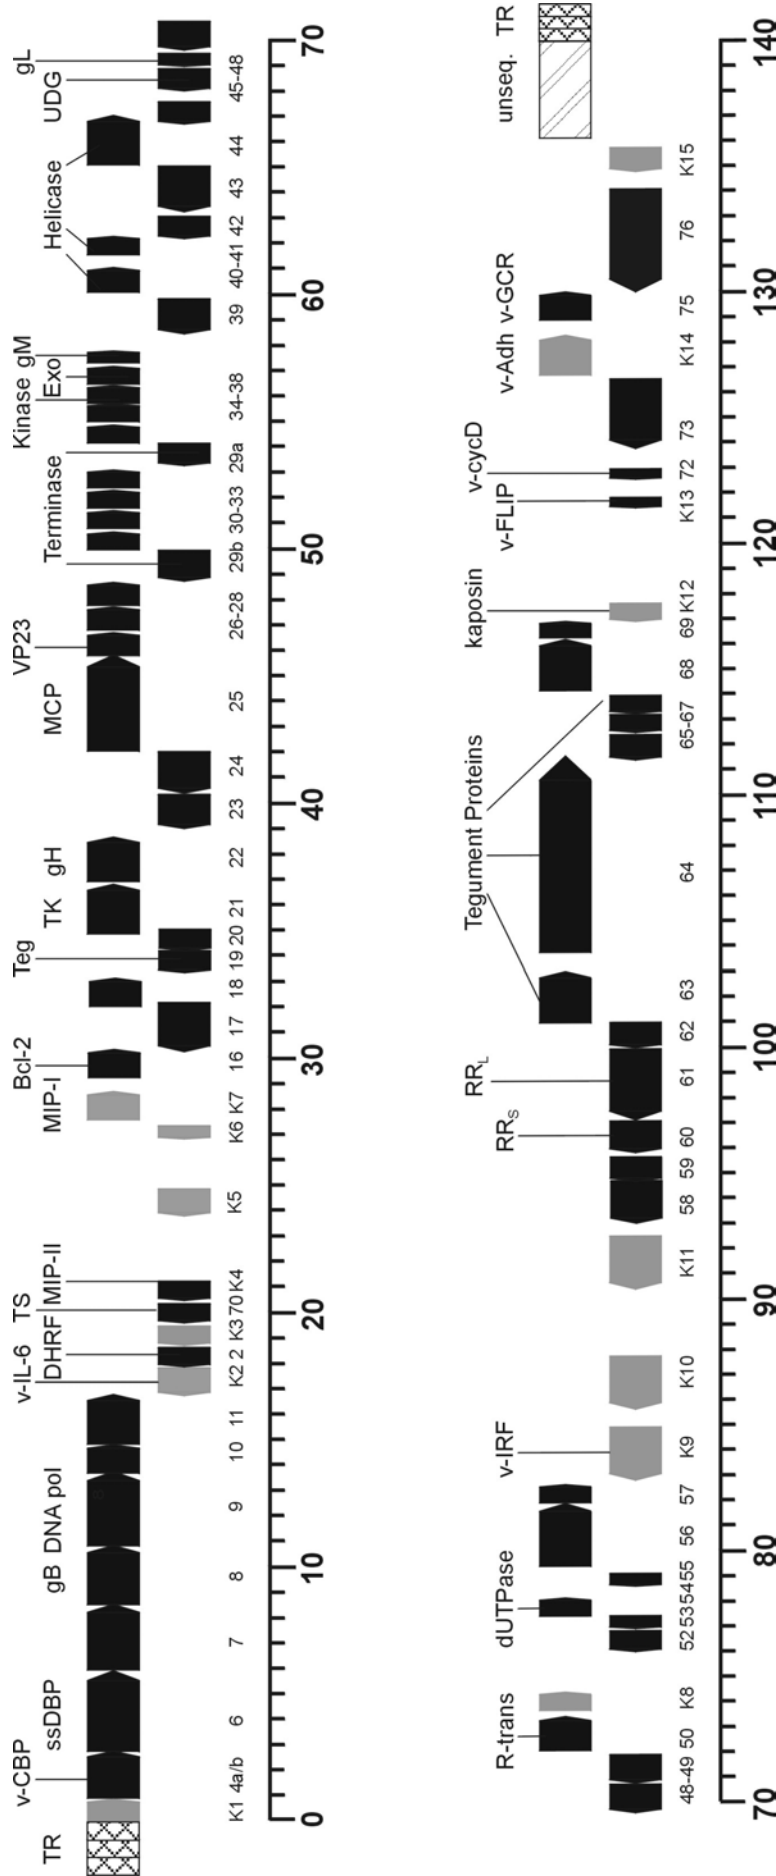 gL
UDG
Helicase
Kinase gM
Exo
Terminase
VP23
MCP
gH
TK
Teg
Bcl-2
MIP-I
MIP-II
TS
DHRF
v-IL-6
DNA pol
gB
ssDBP
v-CBP
TR
K1 4a/b 6 7 8 9 10 11 K2 2 K3 70 K4 K5 K6 K7 16 17 18 19 20 21 22 23 24 25 26-28 29b 30-33 29a 34-38 39 40-41 42 43 44 45-48
0 10 20 30 40 50 60 70
TR
unseq.
v-GCR
v-Adh
v-cycD
v-FLIP
kaposin
Tegument Proteins
RRL
RRS
v-IRF
dUTPase
R-trans
48-49 50 K8 52 53 54 55 56 57 K9 K10 K11 58 59 60 61 62 63 64 65-67 68 69 K12 K13 72 73 K14 75 76 K15
70 80 90 100 110 120 130 140